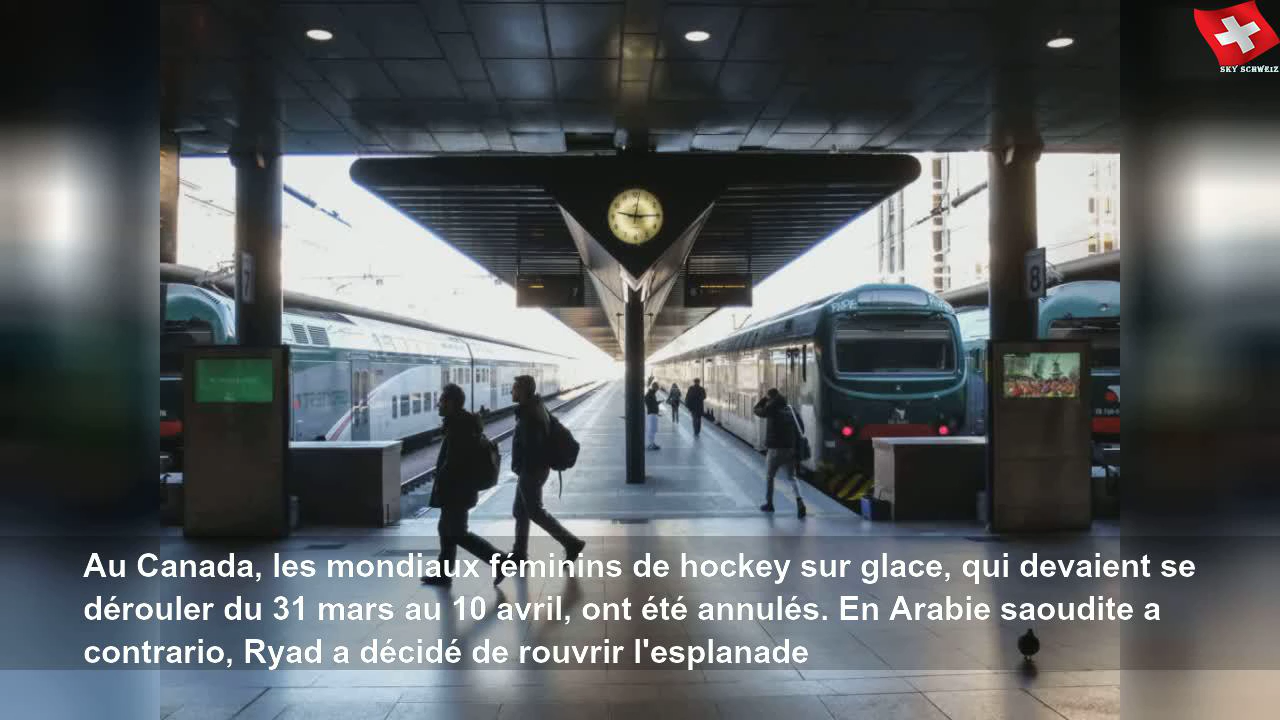 SKY SCHWEIZ
7
8
Au Canada, les mondiaux féminins de hockey sur glace, qui devaient se
dérouler du 31 mars au 10 avril, ont été annulés. En Arabie saoudite a
contrario, Ryad a décidé de rouvrir l'esplanade